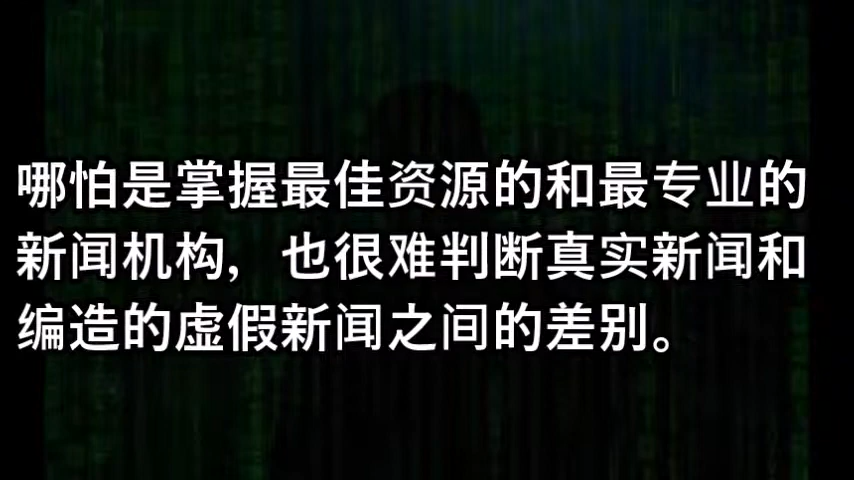 哪怕是掌握最佳资源的和最专业的
新闻机构，也很难判断真实新闻和
编造的虚假新闻之间的差别。